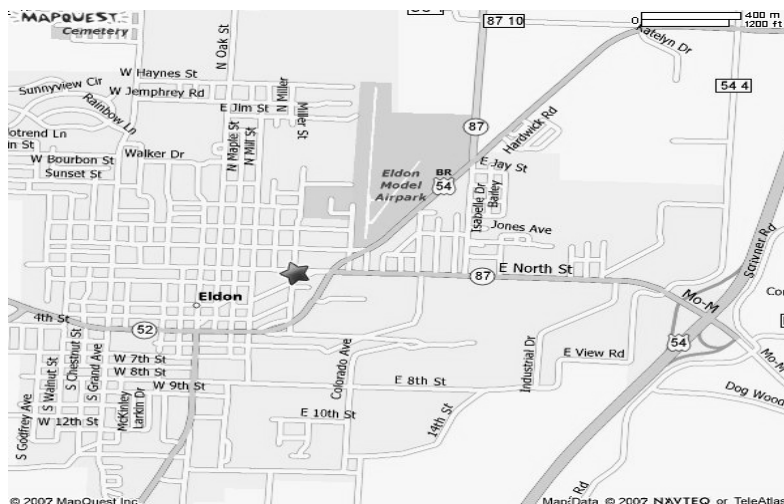 MAPQUEST
Cemetery
N Oak St
87 10
0
400 m
1200 ft
Katelyn Dr
54 4
W Haynes St
Sunnyview Cir
W Jemphrey Rd
Rainbow Ln
E Jim St
N Miller
Miller St
N Maple St
N Mill St
Walker Dr
W Bourbon St
Sunset St
87
Hardwick Rd
E Jay St
Eldon
Model
Airpark
BR
54
Isabelle Dr
Bailey
Jones Ave
Scrivner Rd
E North St
87
Mo-M
Eldon
4th St
52
54
Mo-M
S Walnut St
S Chestnut St
S Grand Ave
S Godfrey Ave
W 7th St
W 8th St
W 9th St
McKinley
Larkin Dr
W 12th St
Colorado Ave
E 8th St
E 10th St
14th St
Industrial Dr
E View Rd
Dog Wood
Rd
© 2007 MapQuest Inc
Map Data © 2007 NAVTEQ or TeleAtlas